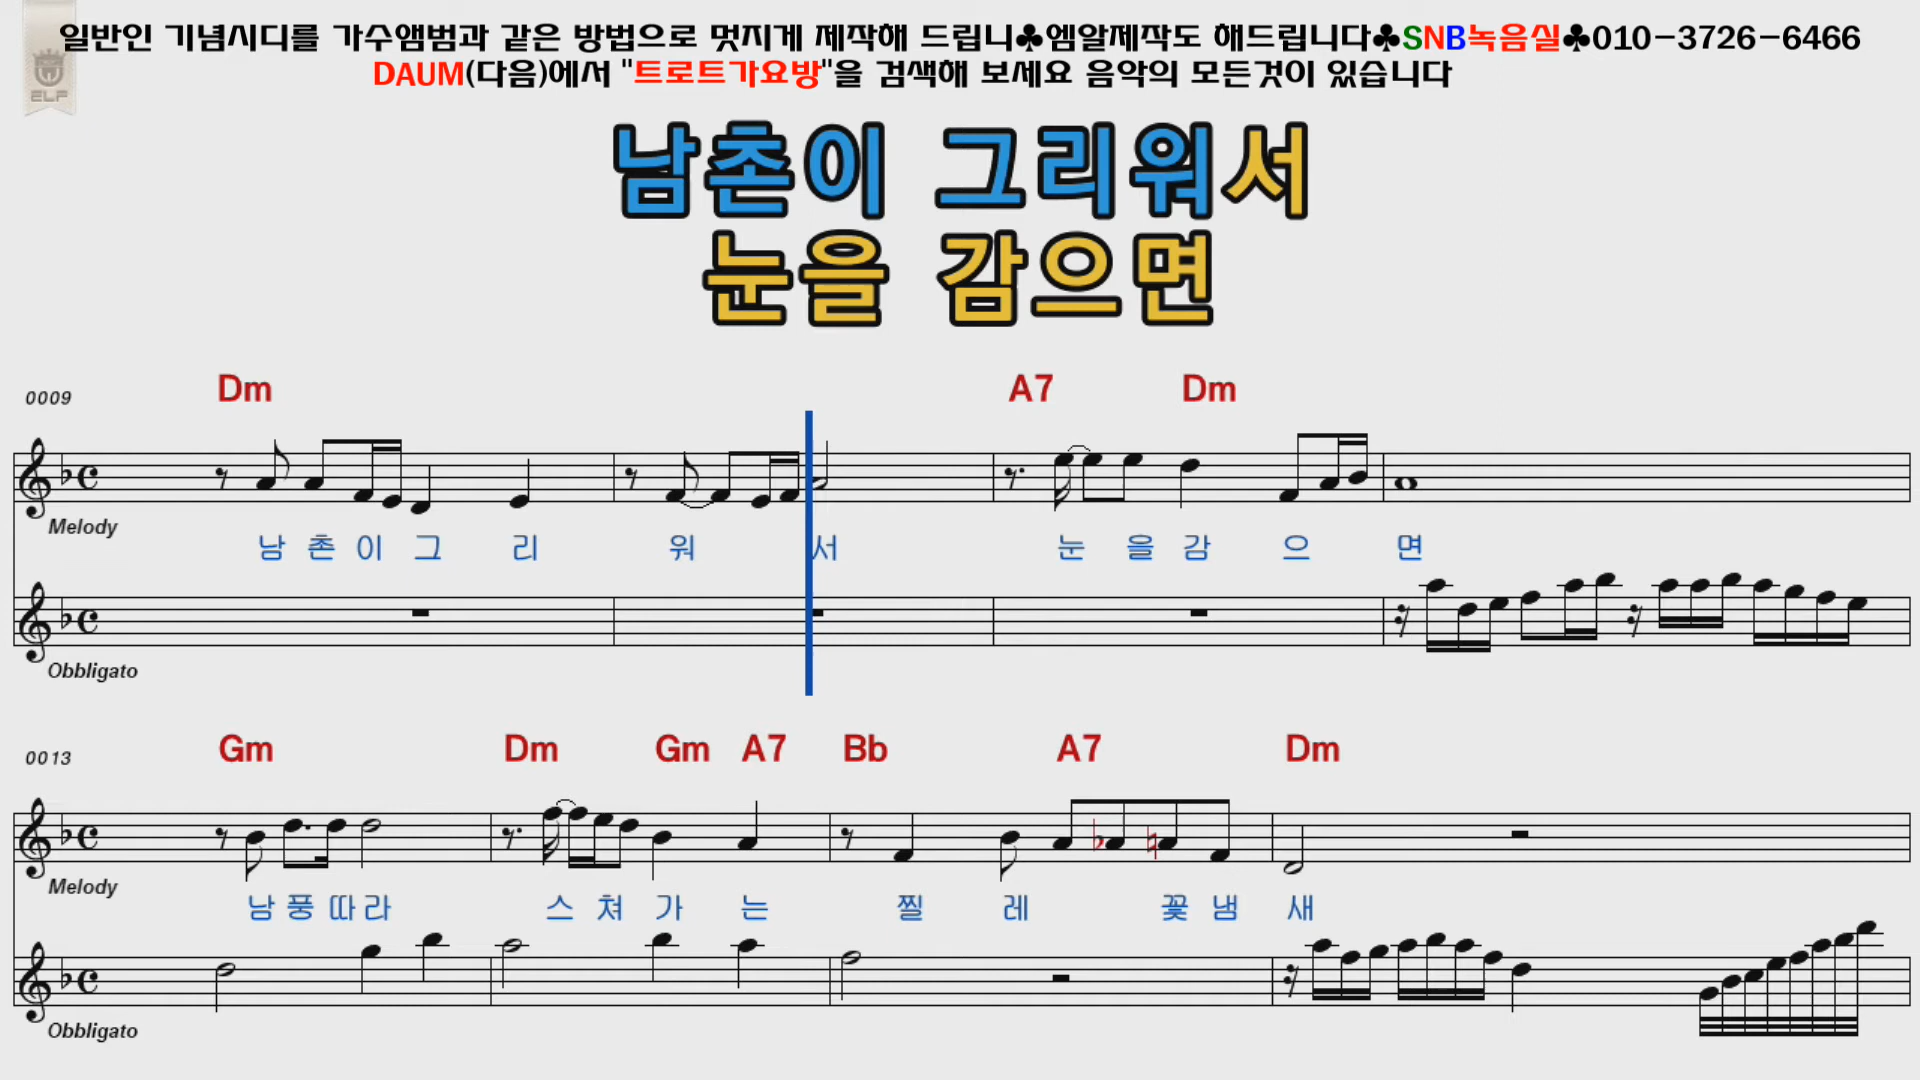 일반인 기념시디를 가수앰범과 같은 방법으로 멋지게 제작해 드립니♣엠알제작도 해드립니다♣SNB녹음실♣010-3726-6466
DAUM(다음)에서 "트로트가요방"을 검색해 보세요 음악의 모든것이 있습니다
ELF
남촌이 그리워서
눈을 감으면
0009 Dm A7 Dm
Melody
남 촌 이 그 리 워 서 눈 을 감 으 면
Obbligato
0013 Gm Dm Gm A7 Bb A7 Dm
Melody
남 풍 따 라 스 쳐 가 는 찔 레 꽃 냄 새
Obbligato